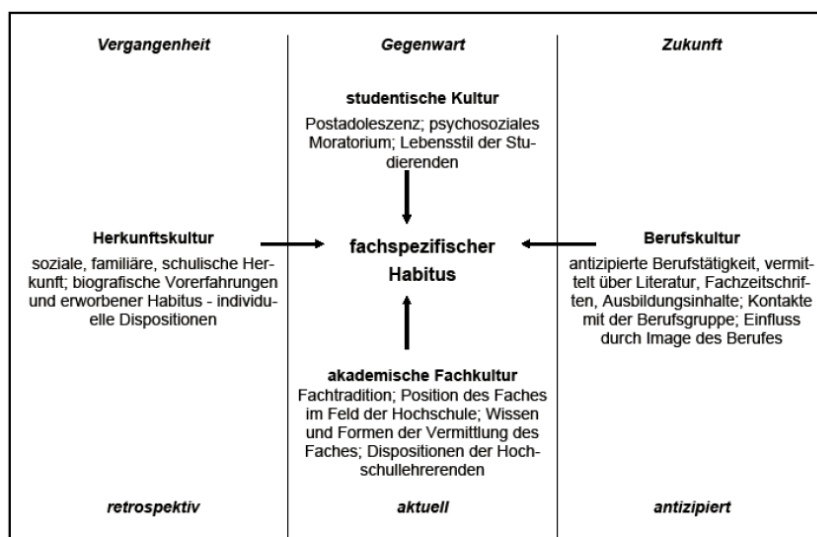 Vergangenheit
Gegenwart
Zukunft
studentische Kultur
Postadoleszenz; psychosoziales
Moratorium; Lebensstil der Stu-
dierenden
Herkunftskultur
soziale, familiäre, schulische Her-
kunft; biografische Vorerfahrungen
und erworbener Habitus - individu-
elle Dispositionen
fachspezifischer
Habitus
Berufskultur
antizipierte Berufstätigkeit, vermit-
telt über Literatur, Fachzeitschrif-
ten, Ausbildungsinhalte; Kontakte
mit der Berufsgruppe; Einfluss
durch Image des Berufes
akademische Fachkultur
Fachtradition; Position des Faches
im Feld der Hochschule; Wissen
und Formen der Vermittlung des
Faches; Dispositionen der Hoch-
schullehrerenden
retrospektiv
aktuell
antizipiert